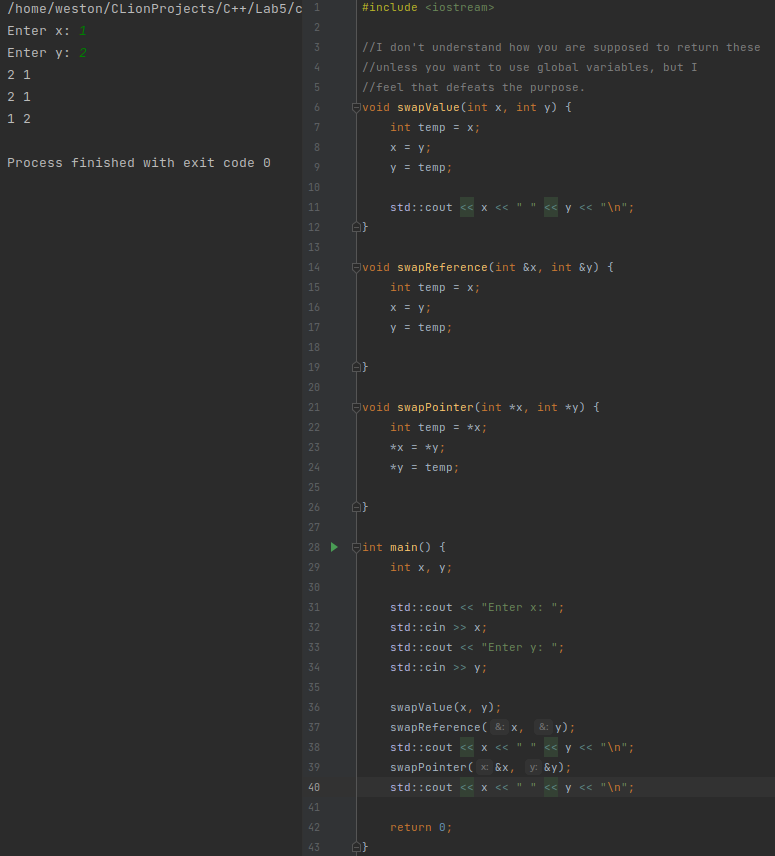 /home/weston/CLionProjects/C++/Lab5/c
Enter x: 1
Enter y: 2
2 1
2 1
1 2
Process finished with exit code 0
1 #include <iostream>
2
3 //I don't understand how you are supposed to return these
4 //unless you want to use global variables, but I
5 //feel that defeats the purpose.
6 void swapValue(int x, int y) {
7     int temp = x;
8     x = y;
9     y = temp;
10
11     std::cout << x << " " << y << "\n";
12 }
13
14 void swapReference(int &x, int &y) {
15     int temp = x;
16     x = y;
17     y = temp;
18
19 }
20
21 void swapPointer(int *x, int *y) {
22     int temp = *x;
23     *x = *y;
24     *y = temp;
25
26 }
27
28 int main() {
29     int x, y;
30
31     std::cout << "Enter x: ";
32     std::cin >> x;
33     std::cout << "Enter y: ";
34     std::cin >> y;
35
36     swapValue(x, y);
37     swapReference( &: x, &: y);
38     std::cout << x << " " << y << "\n";
39     swapPointer( x: &x, y: &y);
40     std::cout << x << " " << y << "\n";
41
42     return 0;
43 }